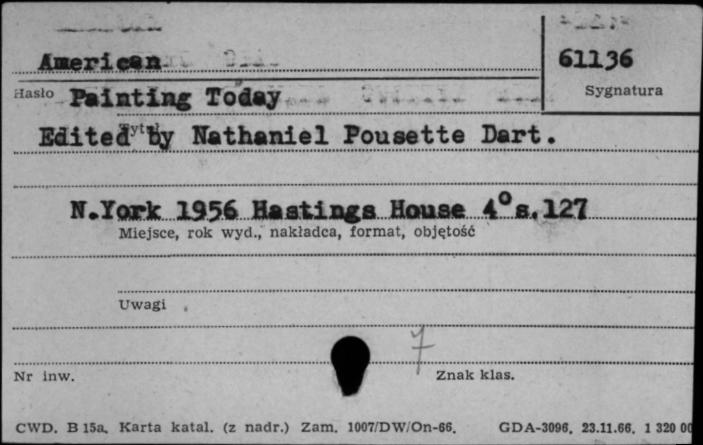 American
61136
Hasło Painting Today
Sygnatura
Edited by Nathaniel Pousette Dart.
N.York 1956 Hastings House 4° s.127
Miejsce, rok wyd., nakładca, format, objętość
Uwagi
7
Nr inw.
Znak klas.
CWD. B 15a. Karta katal. (z nadr.) Zam. 1007/DW/On-66. GDA-3096. 23.11.66. 1 320 00